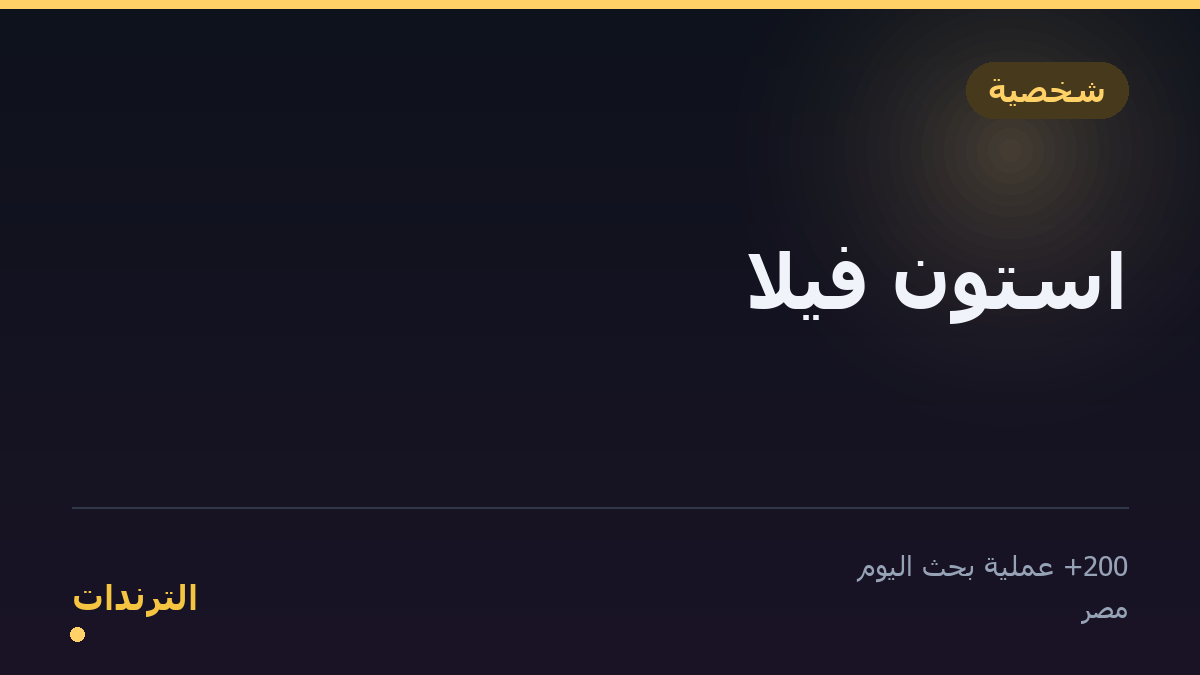 شخصية
استون فيلا
+200 عملية بحث اليوم
مصر
الترندات